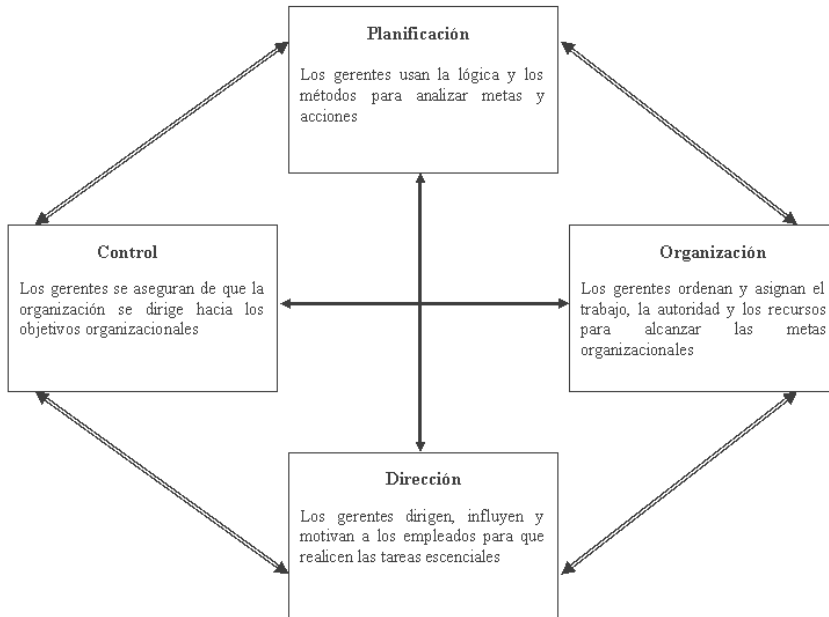 Planificación
Los gerentes usan la lógica y los
métodos para analizar metas y
acciones
Control
Los gerentes se aseguran de que la
organización se dirige hacia los
objetivos organizacionales
Organización
Los gerentes ordenan y asignan el
trabajo, la autoridad y los recursos
para alcanzar las metas
organizacionales
Dirección
Los gerentes dirigen, influyen y
motivan a los empleados para que
realicen las tareas escenciales